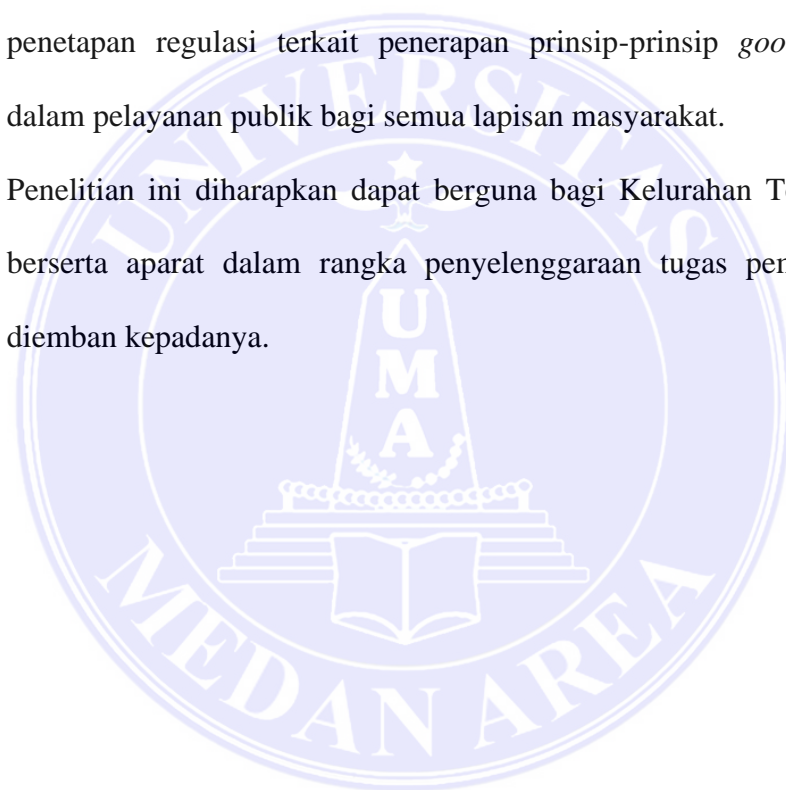 penetapan regulasi terkait penerapan prinsip-prinsip
dalam pelayanan publik bagi semua lapisan masyarakat.
Penelitian ini diharapkan dapat berguna bagi Kelurahan
berserta aparat dalam rangka penyelenggaraan tugas
diemban kepadanya.
UNIVERSITAS
UMA
MEDAN AREA